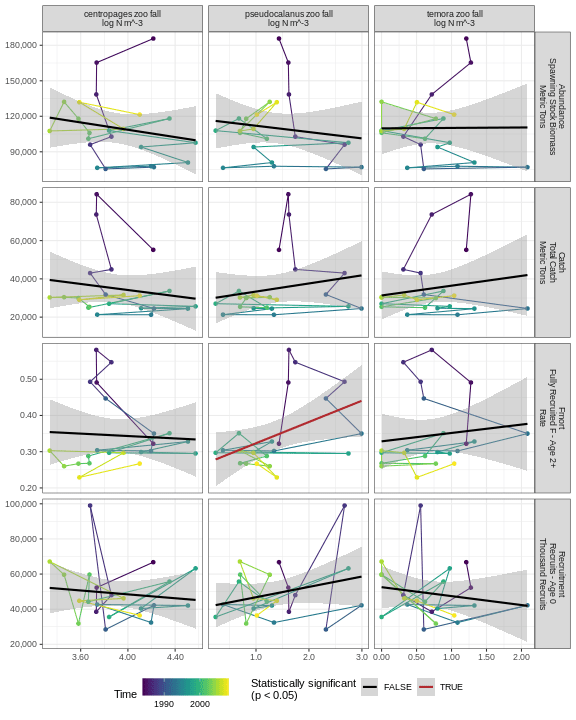 centropages zoo fall
log N m^-3
pseudocalanus zoo fall
log N m^-3
temora zoo fall
log N m^-3
180,000
150,000
120,000
90,000
Abundance
Spawning Stock Biomass
Metric Tons
80,000
60,000
40,000
20,000
Catch
Total Catch
Metric Tons
0.50
0.40
0.30
0.20
Fmort
Fully Recruited F - Age 2+
Rate
100,000
80,000
60,000
40,000
20,000
Recruitment
Recruits - Age 0
Thousand Recruits
3.60 4.00 4.40
1.0 2.0 3.0
0.00 0.50 1.00 1.50 2.00
Time
1990 2000
Statistically significant
(p < 0.05)
FALSE
TRUE